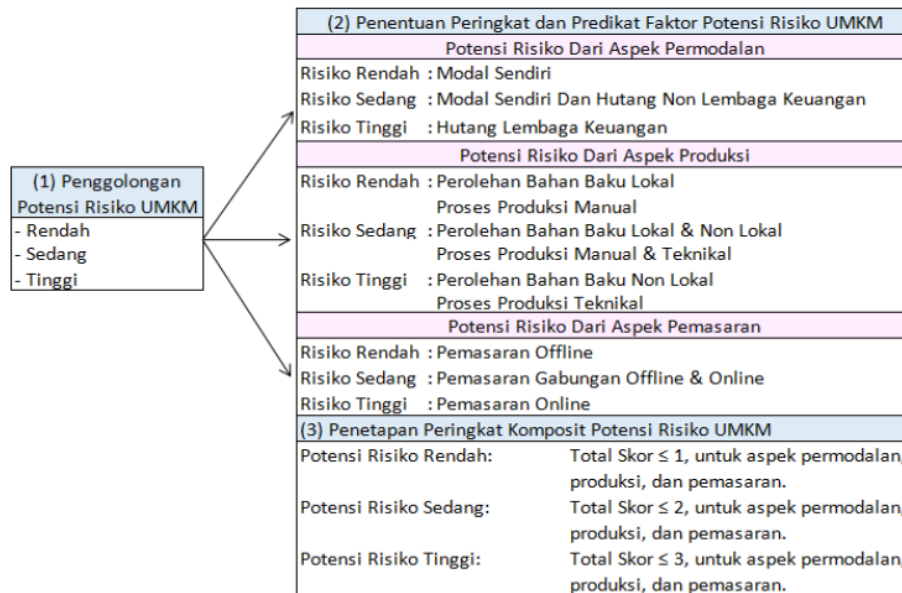 (1) Penggolongan
Potensi Risiko UMKM
- Rendah
- Sedang
- Tinggi
(2) Penentuan Peringkat dan Predikat Faktor Potensi Risiko UMKM
Potensi Risiko Dari Aspek Permodalan
Risiko Rendah : Modal Sendiri
Risiko Sedang : Modal Sendiri Dan Hutang Non Lembaga Keuangan
Risiko Tinggi : Hutang Lembaga Keuangan
Potensi Risiko Dari Aspek Produksi
Risiko Rendah : Perolehan Bahan Baku Lokal
Proses Produksi Manual
Risiko Sedang : Perolehan Bahan Baku Lokal & Non Lokal
Proses Produksi Manual & Teknikal
Risiko Tinggi : Perolehan Bahan Baku Non Lokal
Proses Produksi Teknikal
Potensi Risiko Dari Aspek Pemasaran
Risiko Rendah : Pemasaran Offline
Risiko Sedang : Pemasaran Gabungan Offline & Online
Risiko Tinggi : Pemasaran Online
(3) Penetapan Peringkat Komposit Potensi Risiko UMKM
Potensi Risiko Rendah: Total Skor ≤ 1, untuk aspek permodalan,
produksi, dan pemasaran.
Potensi Risiko Sedang: Total Skor ≤ 2, untuk aspek permodalan,
produksi, dan pemasaran.
Potensi Risiko Tinggi: Total Skor ≤ 3, untuk aspek permodalan,
produksi, dan pemasaran.